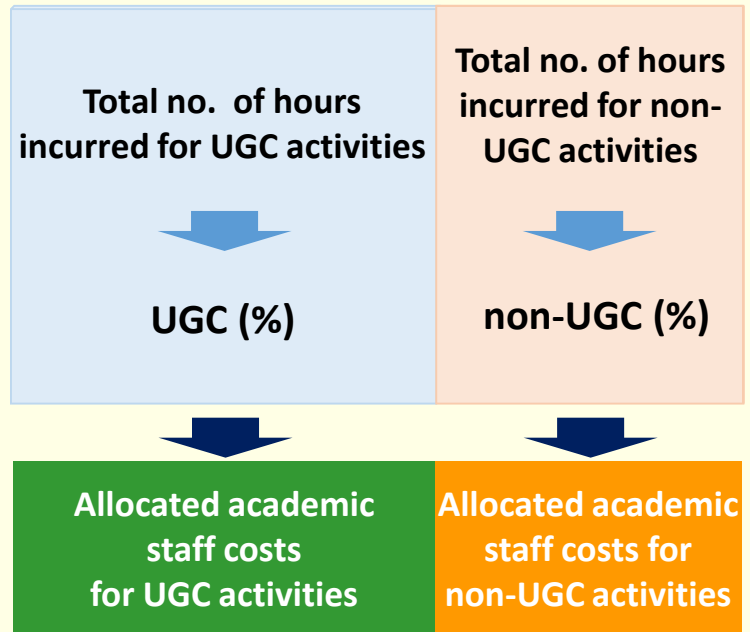 Total no. of hours
incurred for UGC activities
Total no. of hours
incurred for non-
UGC activities
UGC (%)
non-UGC (%)
Allocated academic
staff costs
for UGC activities
Allocated academic
staff costs for
non-UGC activities